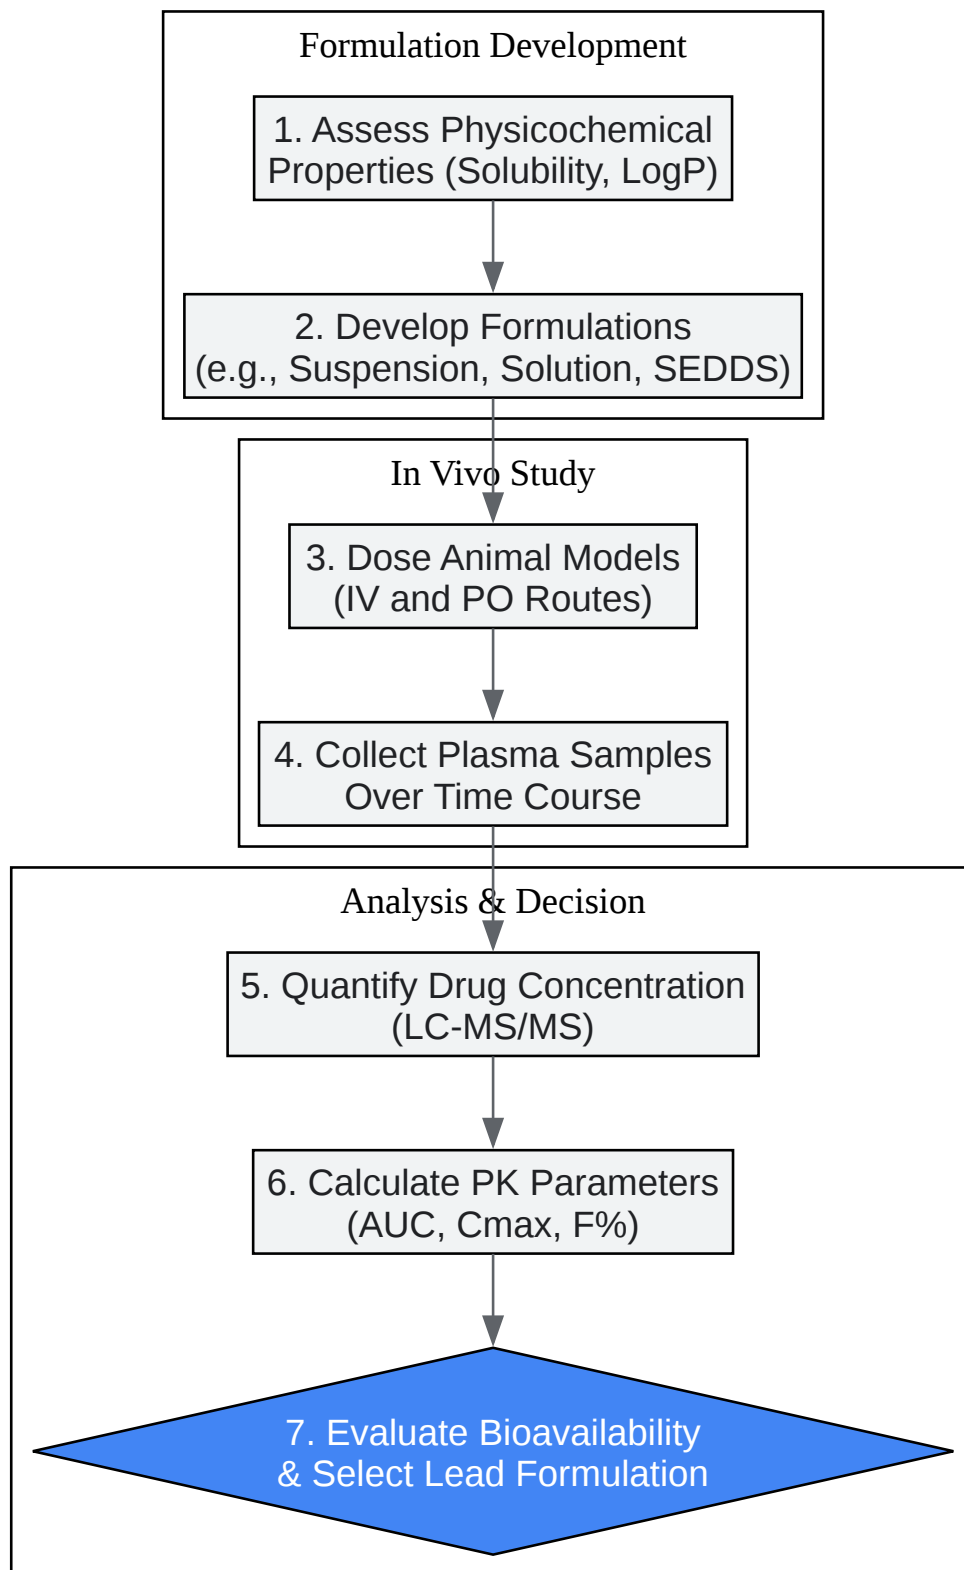 Formulation Development
1. Assess Physicochemical
Properties (Solubility, LogP)
2. Develop Formulations
(e.g., Suspension, Solution, SEDDS)
In Vivo Study
3. Dose Animal Models
(IV and PO Routes)
4. Collect Plasma Samples
Over Time Course
Analysis & Decision
5. Quantify Drug Concentration
(LC-MS/MS)
6. Calculate PK Parameters
(AUC, Cmax, F%)
7. Evaluate Bioavailability
& Select Lead Formulation